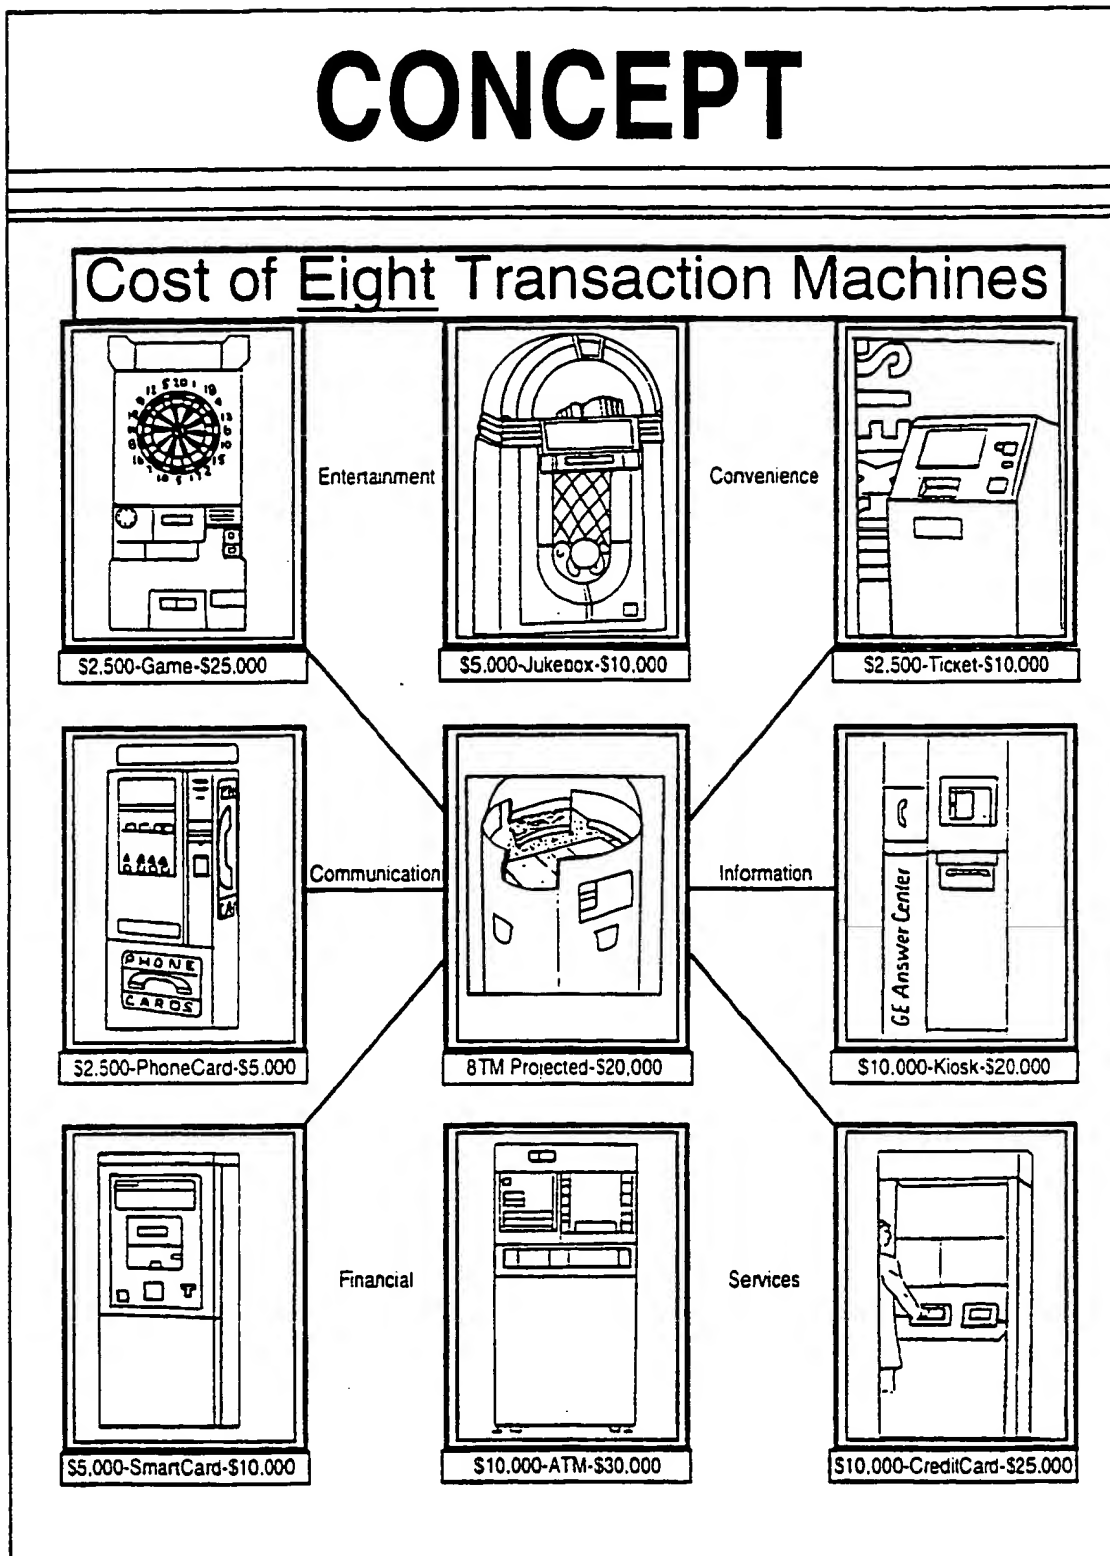 CONCEPT
Cost of Eight Transaction Machines
Entertainment
Convenience
TICKETS
$2,500-Game-$25.000
$5.000-Jukebox-$10,000
$2.500-Ticket-$10.000
Communication
Information
PHONE
CARDS
GE Answer Center
$2.500-PhoneCard-$5.000
8TM Projected-$20,000
$10.000-Kiosk-$20.000
Financial
Services
$5,000-SmartCard-$10.000
$10.000-ATM-$30.000
$10,000-CreditCard-$25.000